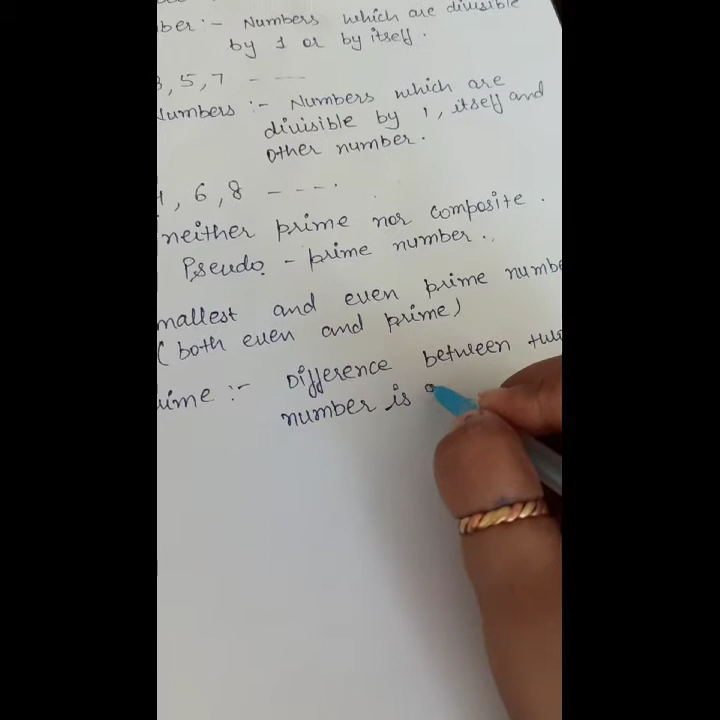 ber :- Numbers which are divisible
by 1 or by itself.
3, 5, 7 - ----
Numbers :- Numbers which are
divisible by 1, itself and
other number.
4, 6, 8 - ---.
neither prime nor composite.
Pseudo - prime number.
mallest and even prime numbe
(both even and prime)
ime :- Difference between two
number is